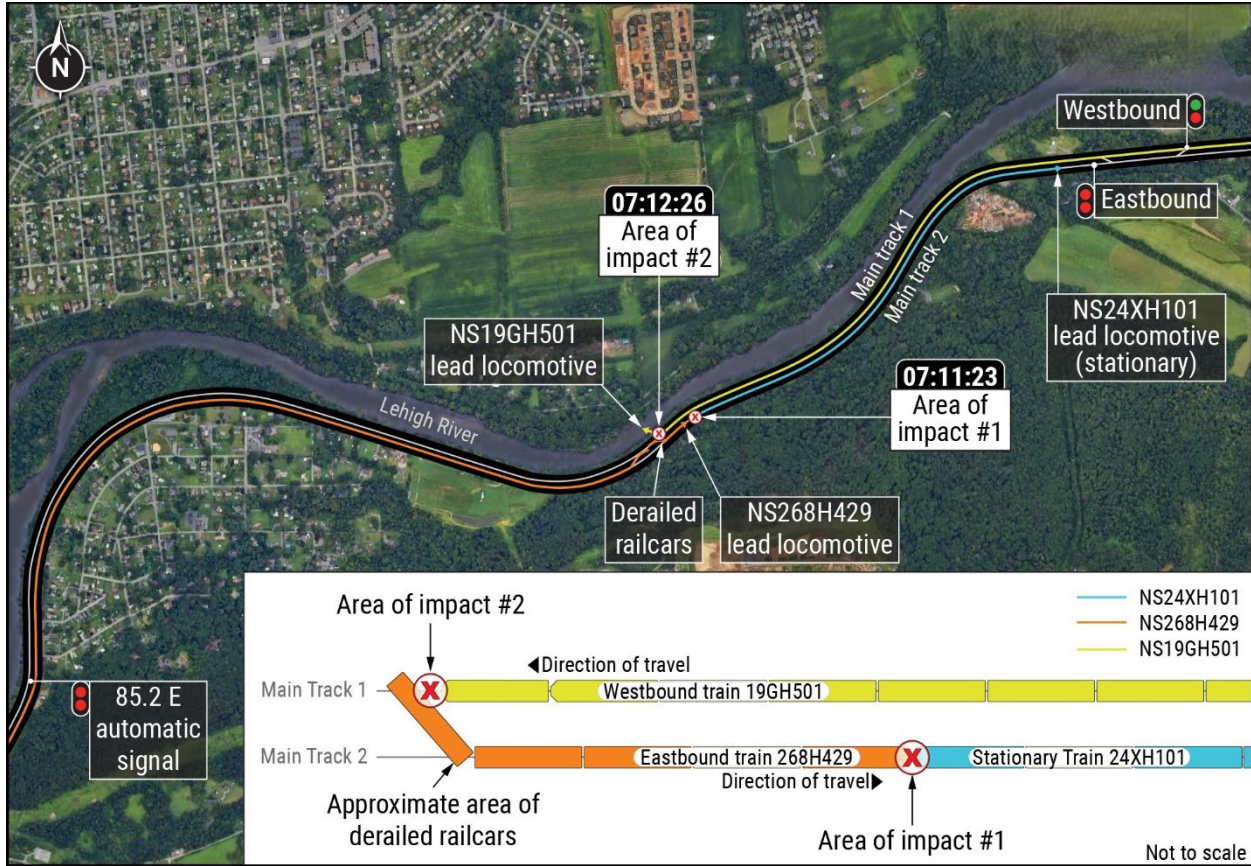 N
Westbound
Eastbound
07:12:26
Area of
impact #2
Main track 1
Main track 2
NS24XH101
lead locomotive
(stationary)
NS19GH501
lead locomotive
07:11:23
Area of
impact #1
Lehigh River
Derailed
railcars
NS268H429
lead locomotive
85.2 E
automatic
signal
Area of impact #2
NS24XH101
NS268H429
NS19GH501
Direction of travel
Main Track 1
Westbound train 19GH501
Main Track 2
Eastbound train 268H429
Stationary Train 24XH101
Direction of travel
Approximate area of
derailed railcars
Area of impact #1
Not to scale